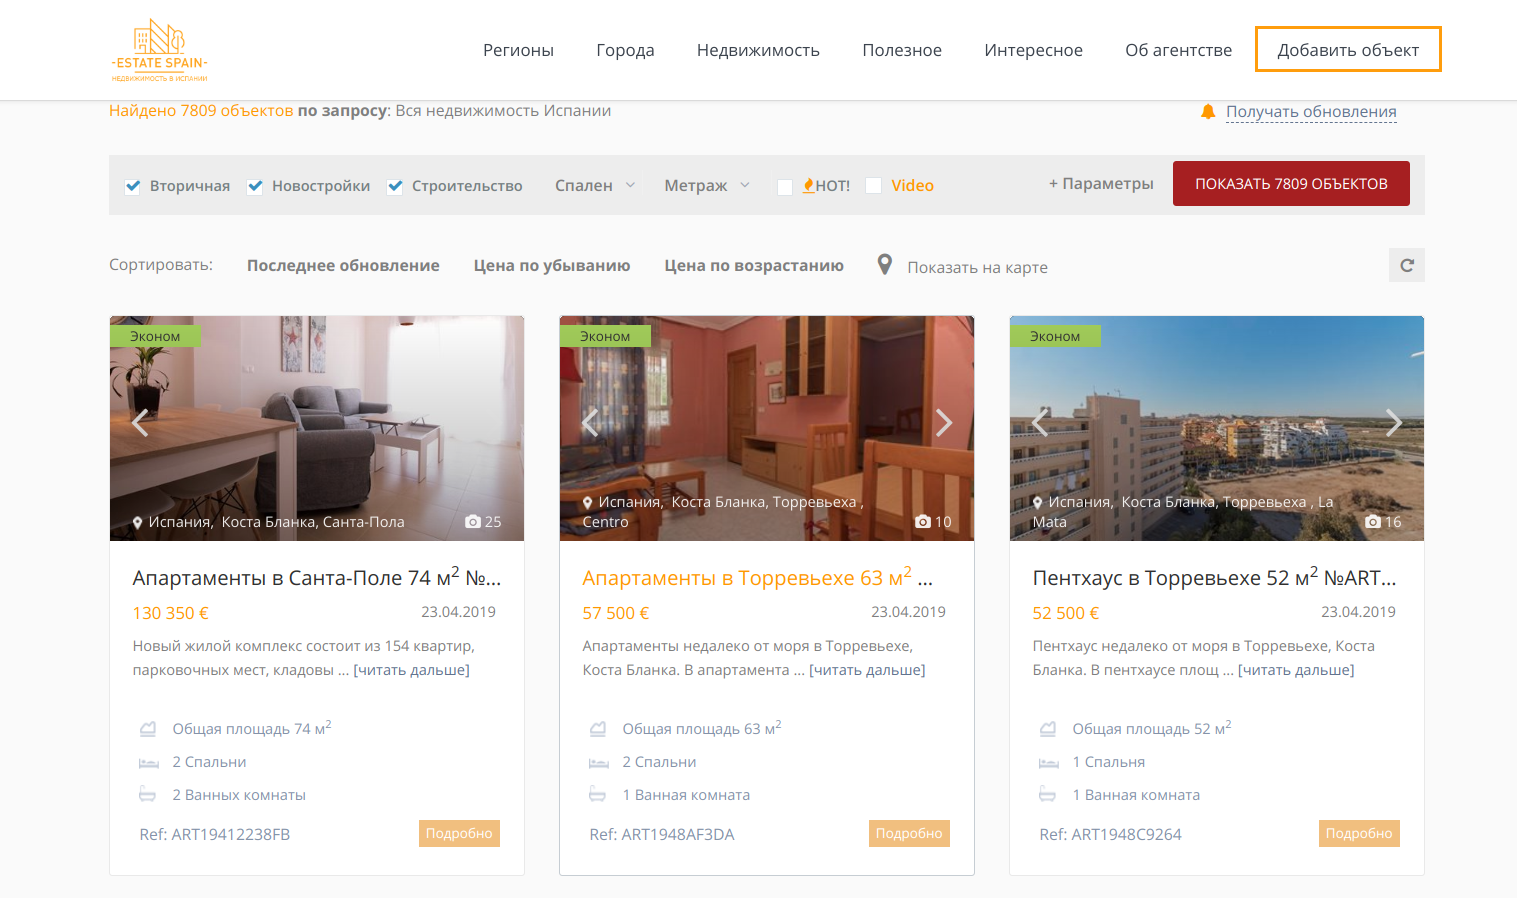 -ESTATE SPAIN-
НЕДВИЖИМОСТЬ В ИСПАНИИ
Регионы Города Недвижимость Полезное Интересное Об агентстве Добавить объект
Найдено 7809 объектов по запросу: Вся недвижимость Испании Получать обновления
Вторичная Новостройки Строительство Спален Метраж HOT! Video + Параметры ПОКАЗАТЬ 7809 ОБЪЕКТОВ
Сортировать: Последнее обновление Цена по убыванию Цена по возрастанию Показать на карте
Эконом
Испания, Коста Бланка, Санта-Пола 25
Апартаменты в Санта-Поле 74 м2 №...
130 350 € 23.04.2019
Новый жилой комплекс состоит из 154 квартир,
парковочных мест, кладовы ... [читать дальше]
Общая площадь 74 м2
2 Спальни
2 Ванных комнаты
Ref: ART19412238FB Подробно
Эконом
Испания, Коста Бланка, Торревьеха ,
Centro 10
Апартаменты в Торревьехе 63 м2 ...
57 500 € 23.04.2019
Апартаменты недалеко от моря в Торревьехе,
Коста Бланка. В апартамента ... [читать дальше]
Общая площадь 63 м2
2 Спальни
1 Ванная комната
Ref: ART1948AF3DA Подробно
Эконом
Испания, Коста Бланка, Торревьеха , La
Mata 16
Пентхаус в Торревьехе 52 м2 №ART...
52 500 € 23.04.2019
Пентхаус недалеко от моря в Торревьехе, Коста
Бланка. В пентхаусе площ ... [читать дальше]
Общая площадь 52 м2
1 Спальня
1 Ванная комната
Ref: ART1948C9264 Подробно